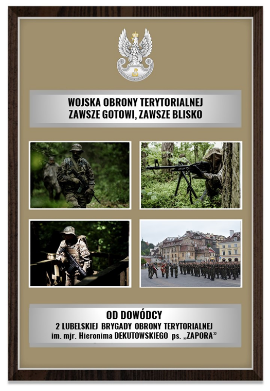 WOJSKA OBRONY TERYTORIALNEJ
ZAWSZE GOTOWI, ZAWSZE BLISKO
OD DOWÓDCY
2 LUBELSKIEJ BRYGADY OBRONY TERYTORIALNEJ
im. mjr. Hieronima DEKUTOWSKIEGO ps. „ZAPORA”